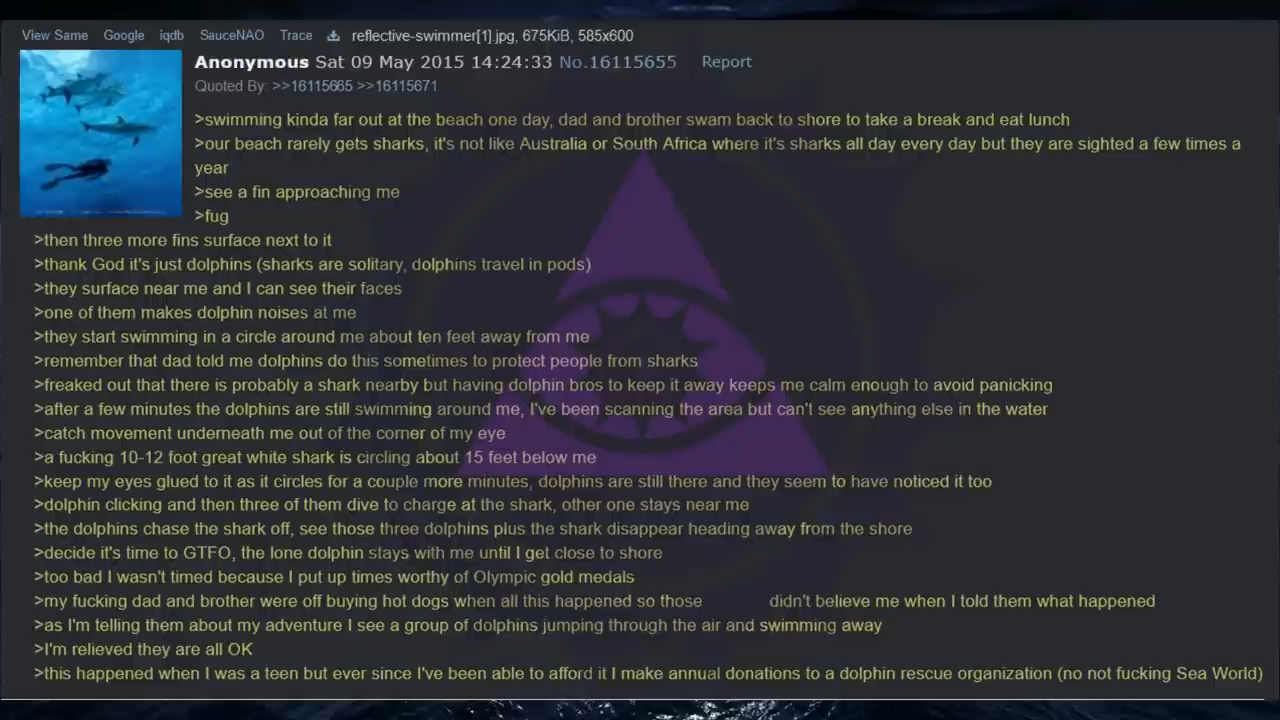 View Same Google iqdb SauceNAO Trace reflective-swimmer[1].jpg, 675KiB, 585x600
Anonymous Sat 09 May 2015 14:24:33 No.16115655 Report
Quoted By: >>16115665 >>16115671
>swimming kinda far out at the beach one day, dad and brother swam back to shore to take a break and eat lunch
>our beach rarely gets sharks, it's not like Australia or South Africa where it's sharks all day every day but they are sighted a few times a
year
>see a fin approaching me
>fug
>then three more fins surface next to it
>thank God it's just dolphins (sharks are solitary, dolphins travel in pods)
>they surface near me and I can see their faces
>one of them makes dolphin noises at me
>they start swimming in a circle around me about ten feet away from me
>remember that dad told me dolphins do this sometimes to protect people from sharks
>freaked out that there is probably a shark nearby but having dolphin bros to keep it away keeps me calm enough to avoid panicking
>after a few minutes the dolphins are still swimming around me, I've been scanning the area but can't see anything else in the water
>catch movement underneath me out of the corner of my eye
>a fucking 10-12 foot great white shark is circling about 15 feet below me
>keep my eyes glued to it as it circles for a couple more minutes, dolphins are still there and they seem to have noticed it too
>dolphin clicking and then three of them dive to charge at the shark, other one stays near me
>the dolphins chase the shark off, see those three dolphins plus the shark disappear heading away from the shore
>decide it's time to GTFO, the lone dolphin stays with me until I get close to shore
>too bad I wasn't timed because I put up times worthy of Olympic gold medals
>my fucking dad and brother were off buying hot dogs when all this happened so those didn't believe me when I told them what happened
>as I'm telling them about my adventure I see a group of dolphins jumping through the air and swimming away
>I'm relieved they are all OK
>this happened when I was a teen but ever since I've been able to afford it I make annual donations to a dolphin rescue organization (no not fucking Sea World)